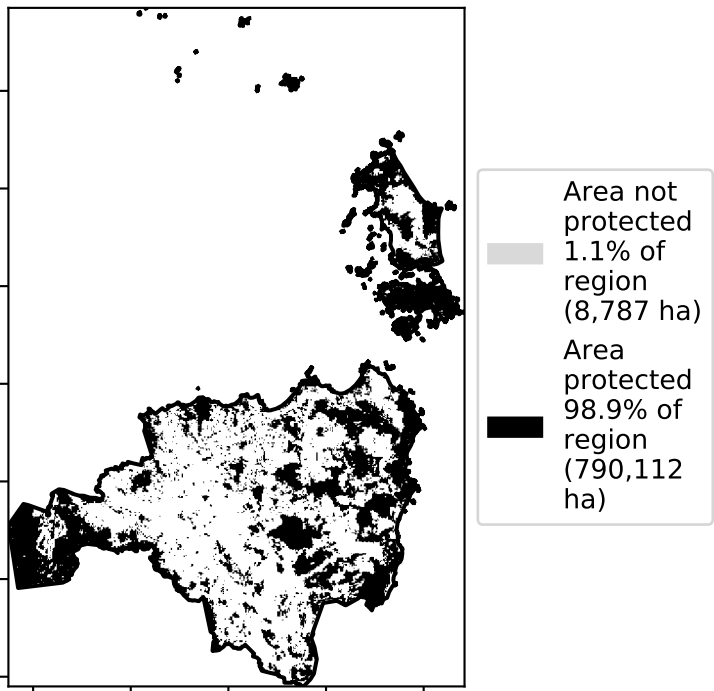 Area not
protected
1.1% of
region
(8,787 ha)
Area
protected
98.9% of
region
(790,112
ha)